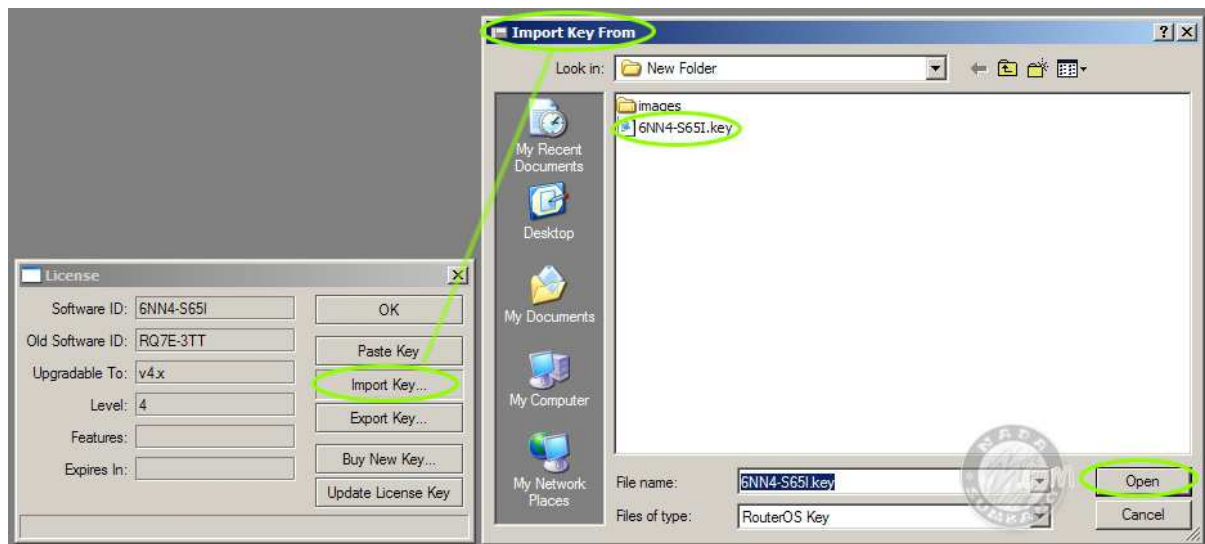 License
Software ID: 6NN4-S65I
OK
Old Software ID: RQ7E-3TT
Paste Key
Upgradable To: v4.x
Import Key...
Level: 4
Export Key...
Features:
Buy New Key...
Expires In:
Update License Key
Import Key From
Look in: New Folder
My Recent
Documents
Desktop
My Documents
My Computer
My Network
Places
images
6NN4-S65I.key
File name: 6NN4-S65I.key
Open
Files of type: RouterOS Key
Cancel